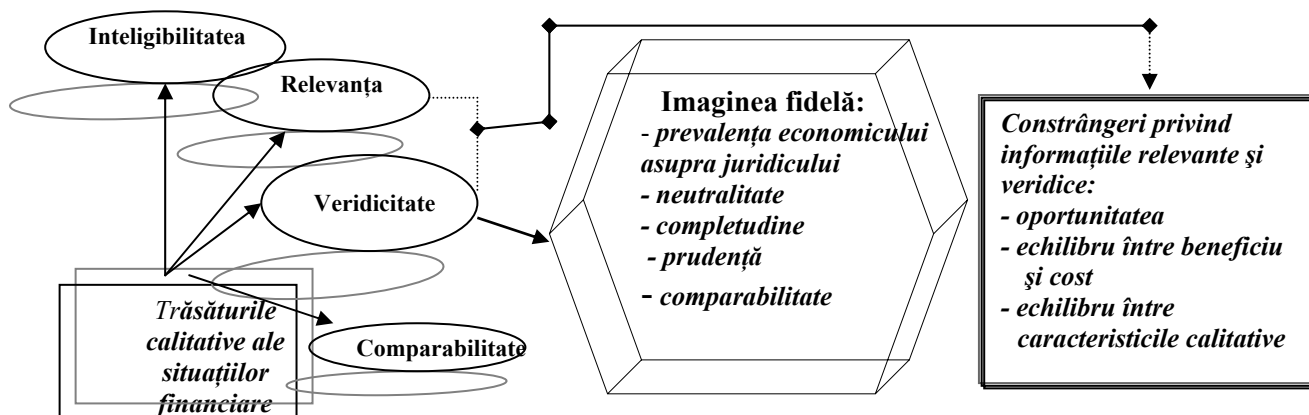 Inteligibilitatea
Relevanța
Veridicitate
Comparabilitate
Trăsăturile
calitative ale
situațiilor
financiare
Imaginea fidelă:
- prevalența economicului
asupra juridicului
- neutralitate
- completudine
- prudență
- comparabilitate
Constrângeri privind
informațiile relevante şi
veridice:
- oportunitatea
- echilibru între beneficiu
şi cost
- echilibru între
caracteristicile calitative